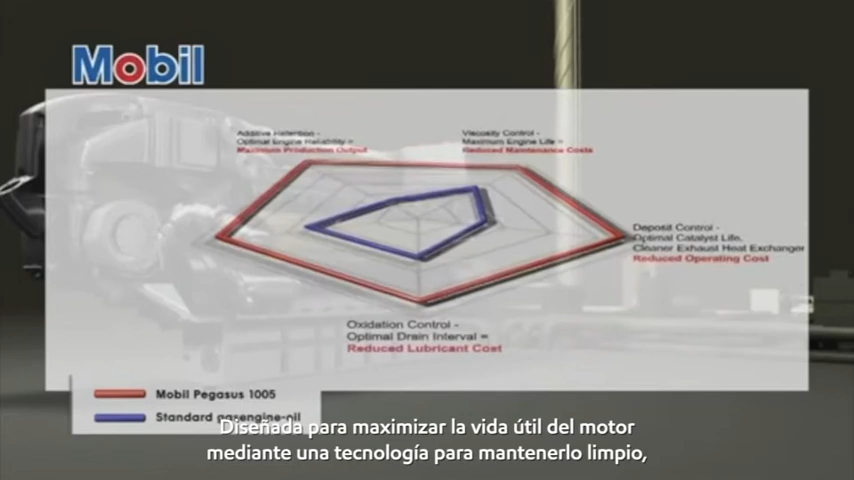 Mobil
Additive Retention -
Optimal Engine Reliability =
Maximum Production Output
Viscosity Control -
Maximum Engine Life =
Reduced Maintenance Costs
Deposit Control -
Optimal Catalyst Life,
Cleaner Exhaust Heat Exchanger
Reduced Operating Cost
Oxidation Control -
Optimal Drain Interval =
Reduced Lubricant Cost
Mobil Pegasus 1005
Standard gasengine-oil
Diseñada para maximizar la vida útil del motor
mediante una tecnología para mantenerlo limpio,